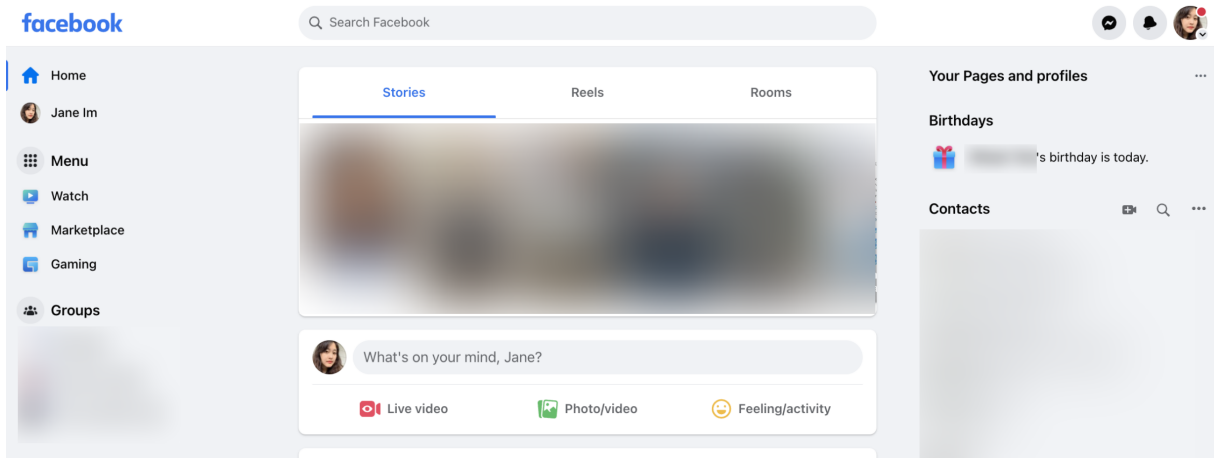 facebook
Search Facebook
Home
Jane Im
Menu
Watch
Marketplace
Gaming
Groups
Stories
Reels
Rooms
What's on your mind, Jane?
Live video
Photo/video
Feeling/activity
Your Pages and profiles
Birthdays
's birthday is today.
Contacts